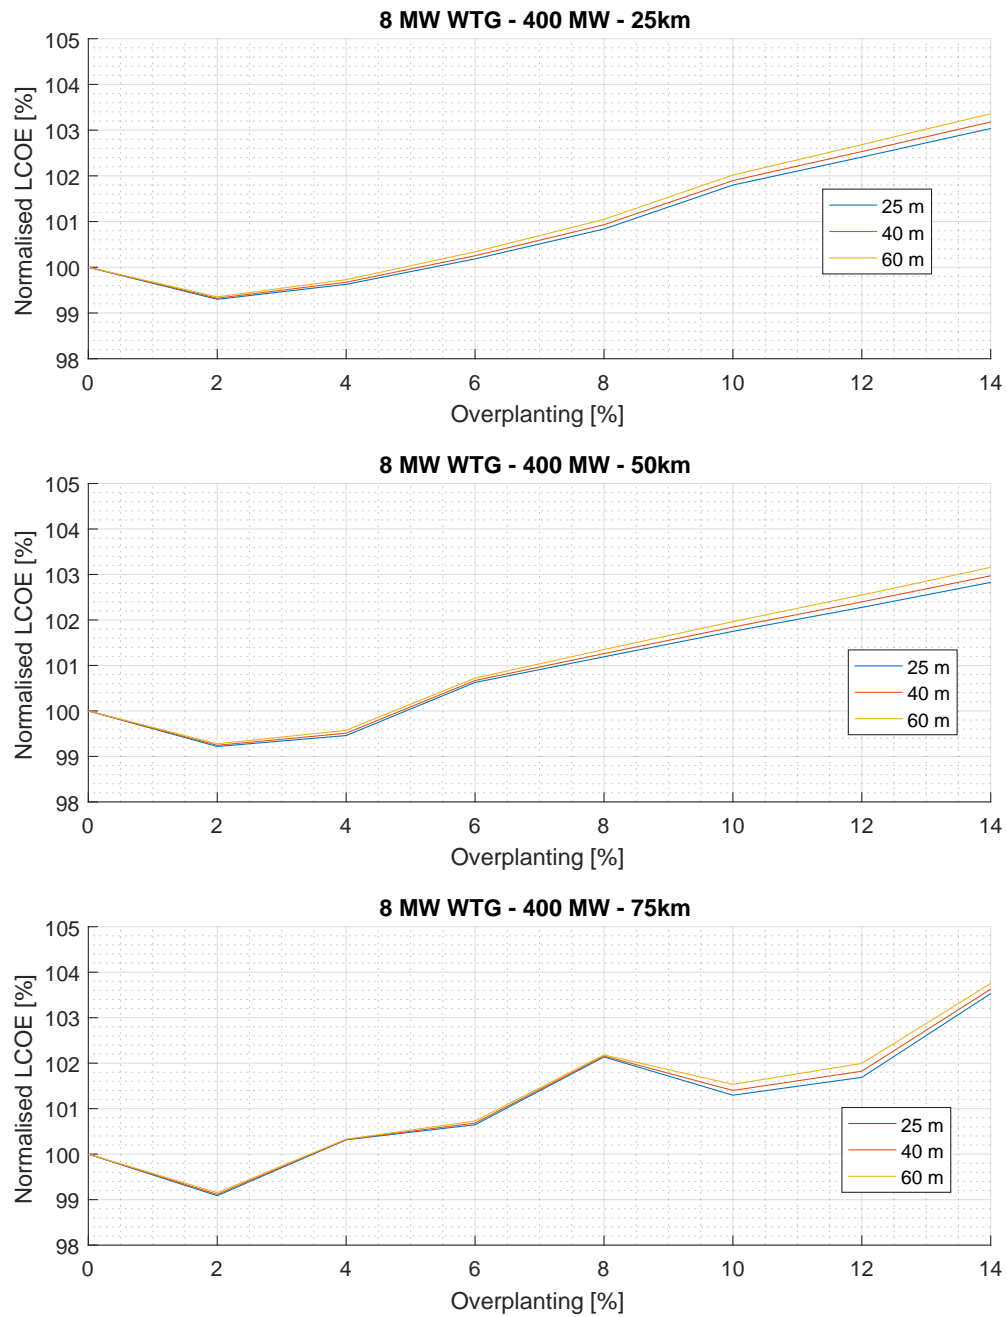 8 MW WTG - 400 MW - 25km
Normalised LCOE [%]
105
104
103
102
101
100
99
98
0 2 4 6 8 10 12 14
Overplanting [%]
25 m
40 m
60 m
8 MW WTG - 400 MW - 50km
Normalised LCOE [%]
105
104
103
102
101
100
99
98
0 2 4 6 8 10 12 14
Overplanting [%]
25 m
40 m
60 m
8 MW WTG - 400 MW - 75km
Normalised LCOE [%]
105
104
103
102
101
100
99
98
0 2 4 6 8 10 12 14
Overplanting [%]
25 m
40 m
60 m